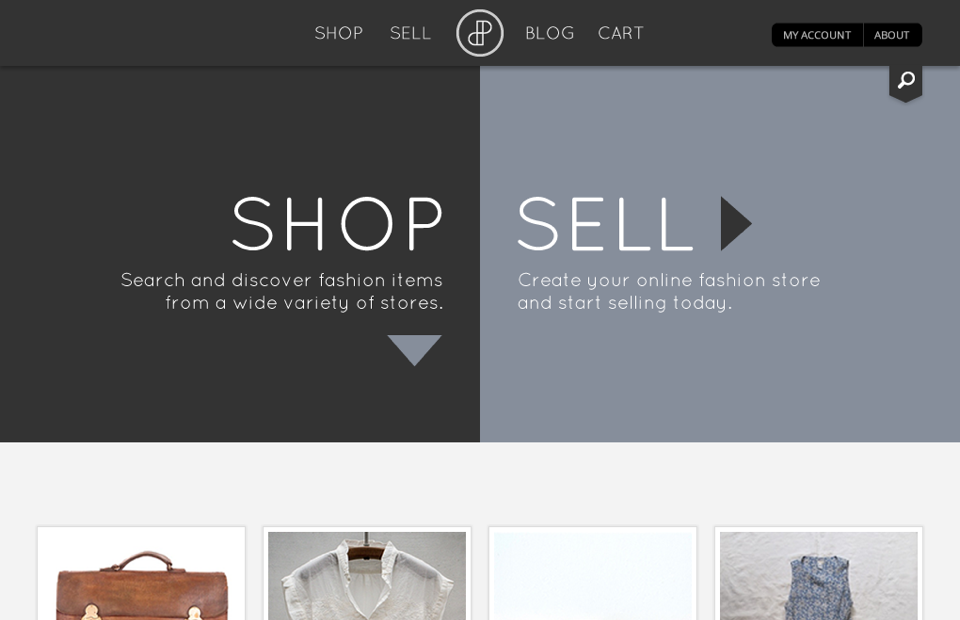 SHOP SELL BLOG CART
MY ACCOUNT ABOUT
SHOP
Search and discover fashion items
from a wide variety of stores.
SELL
Create your online fashion store
and start selling today.